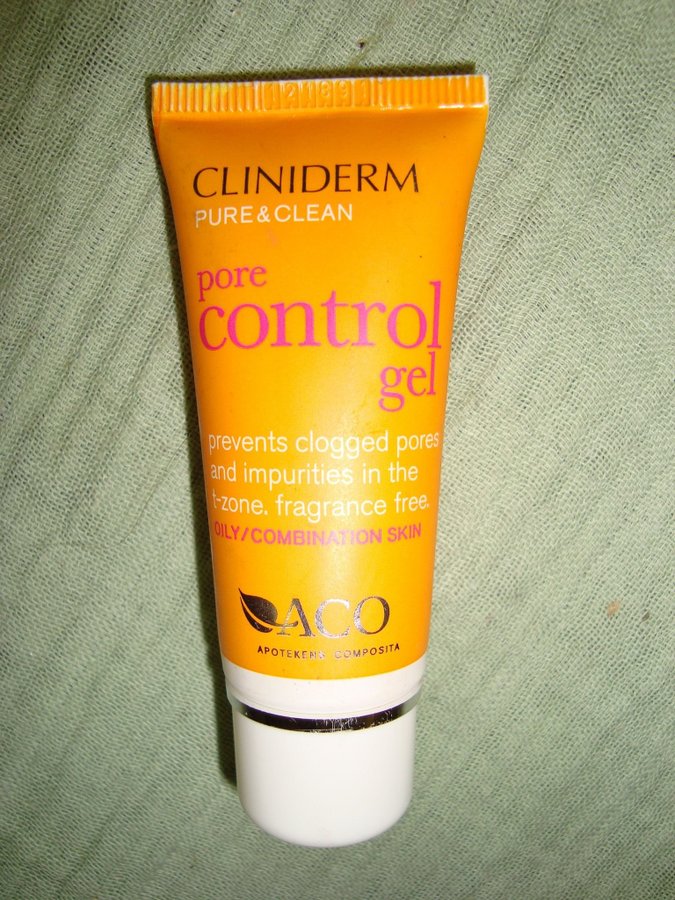 CLINIDERM
PURE & CLEAN
pore
control
gel
prevents clogged pores
and impurities in the
t-zone. fragrance free.
OILY/COMBINATION SKIN
ACO
APOTEKENS COMPOSITA